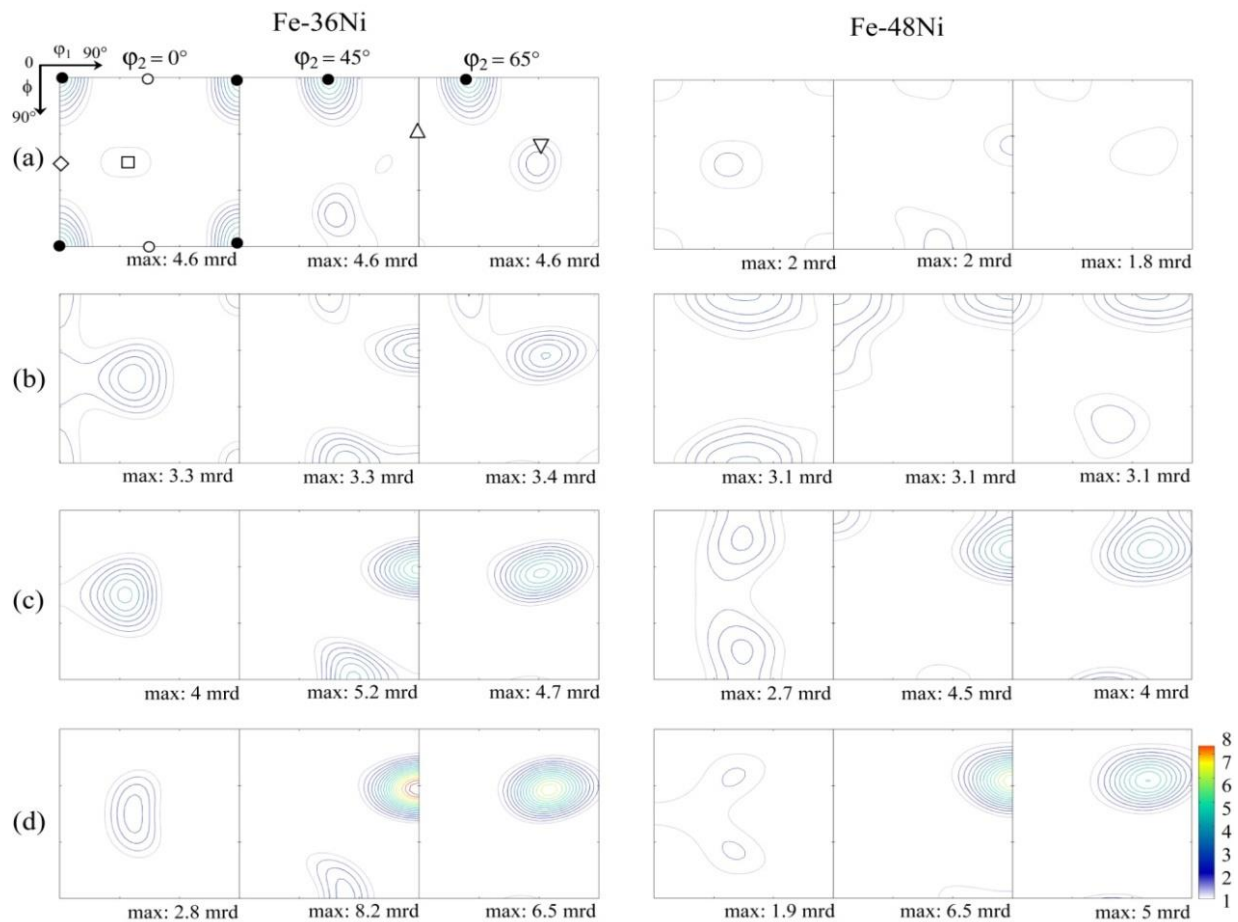 Fe-36Ni
Fe-48Ni
0 φ₁ 90°
φ₂ = 0°
φ₂ = 45°
φ₂ = 65°
ϕ
90°
(a)
max: 4.6 mrd
max: 4.6 mrd
max: 4.6 mrd
max: 2 mrd
max: 2 mrd
max: 1.8 mrd
(b)
max: 3.3 mrd
max: 3.3 mrd
max: 3.4 mrd
max: 3.1 mrd
max: 3.1 mrd
max: 3.1 mrd
(c)
max: 4 mrd
max: 5.2 mrd
max: 4.7 mrd
max: 2.7 mrd
max: 4.5 mrd
max: 4 mrd
(d)
8
7
6
5
4
3
2
1
max: 2.8 mrd
max: 8.2 mrd
max: 6.5 mrd
max: 1.9 mrd
max: 6.5 mrd
max: 5 mrd